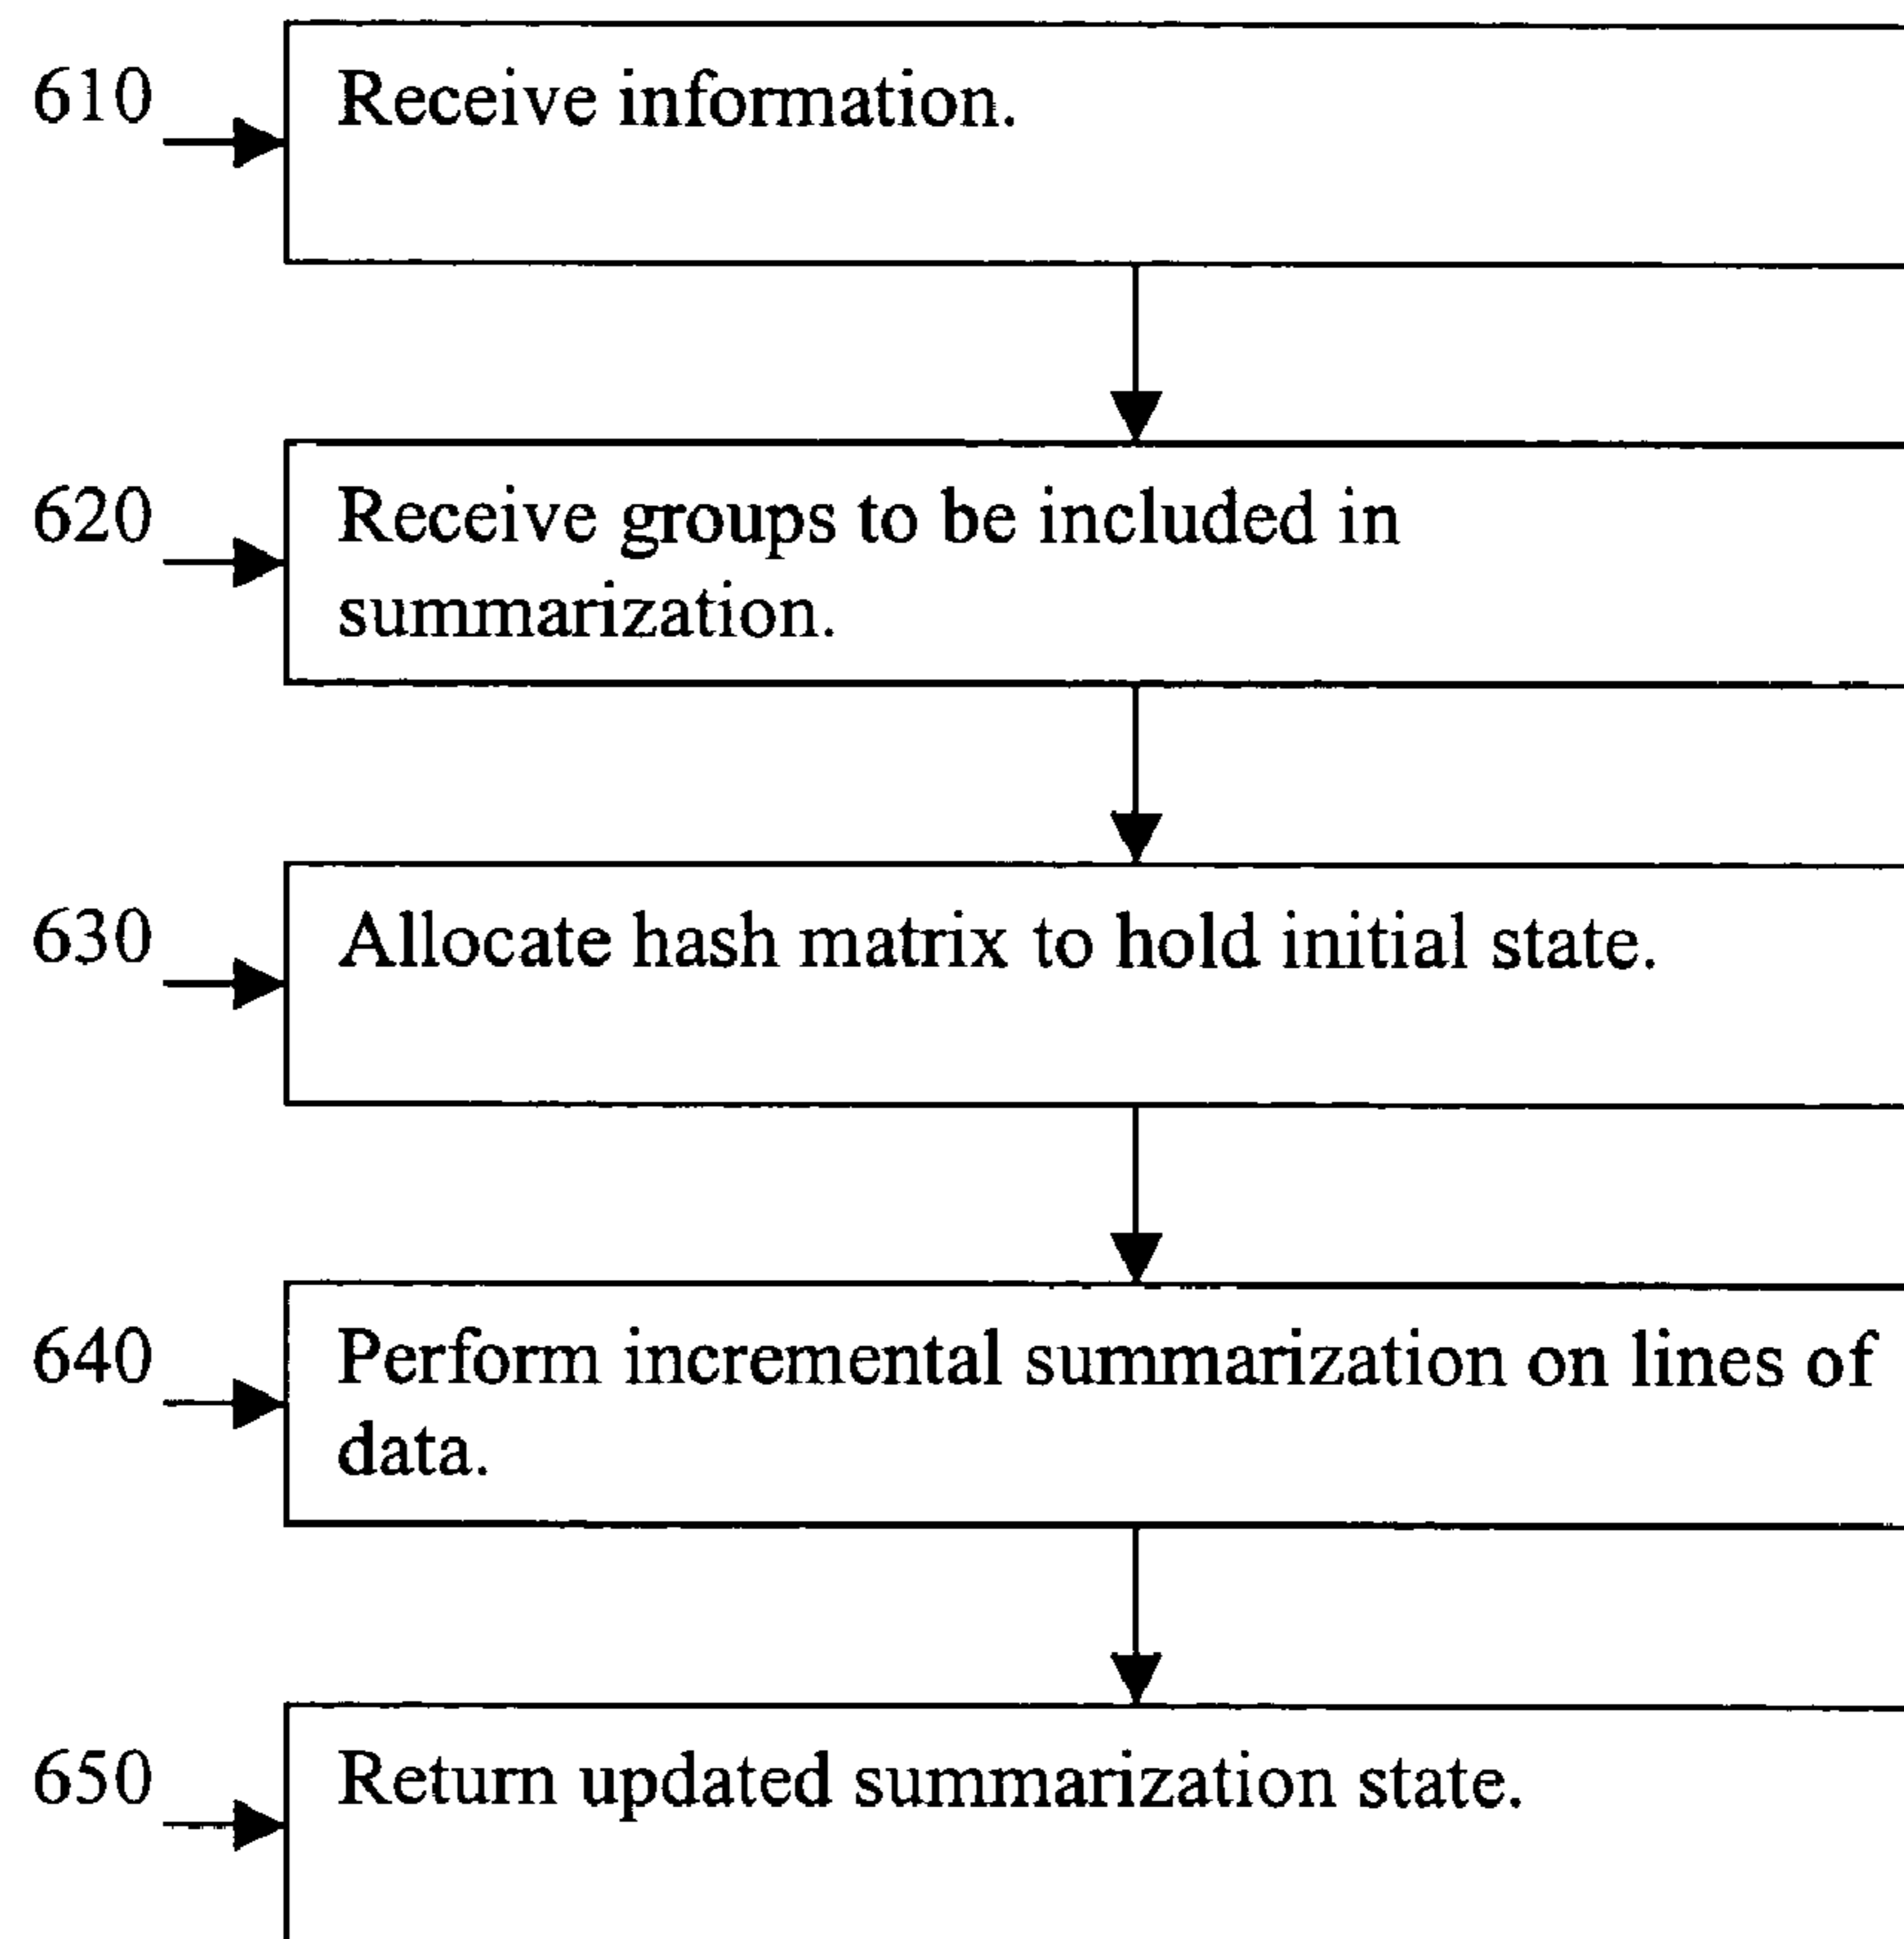 610
Receive information.
620
Receive groups to be included in
summarization.
630
Allocate hash matrix to hold initial state.
640
Perform incremental summarization on lines of
data.
650
Return updated summarization state.